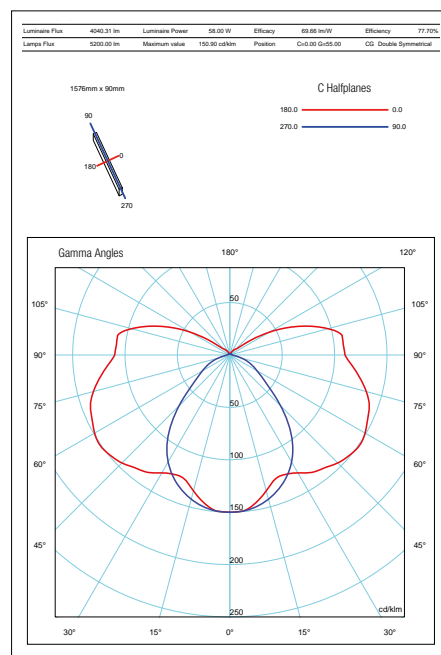 Luminaire Flux 4040.31 lm Luminaire Power 58.00 W Efficacy 69.66 lm/W Efficiency 77.70%
Lamps Flux 5200.00 lm Maximum value 150.90 cd/klm Position C=0.00 G=55.00 CG Double Symmetrical
1576mm x 90mm
C Halfplanes
180.0 0.0
270.0 90.0
90
0
180
270
Gamma Angles 180° 120°
50
105° 105°
90° 90°
50
75° 75°
100
60° 60°
150
45° 45°
200
cd/klm
250
30° 15° 0° 15° 30°